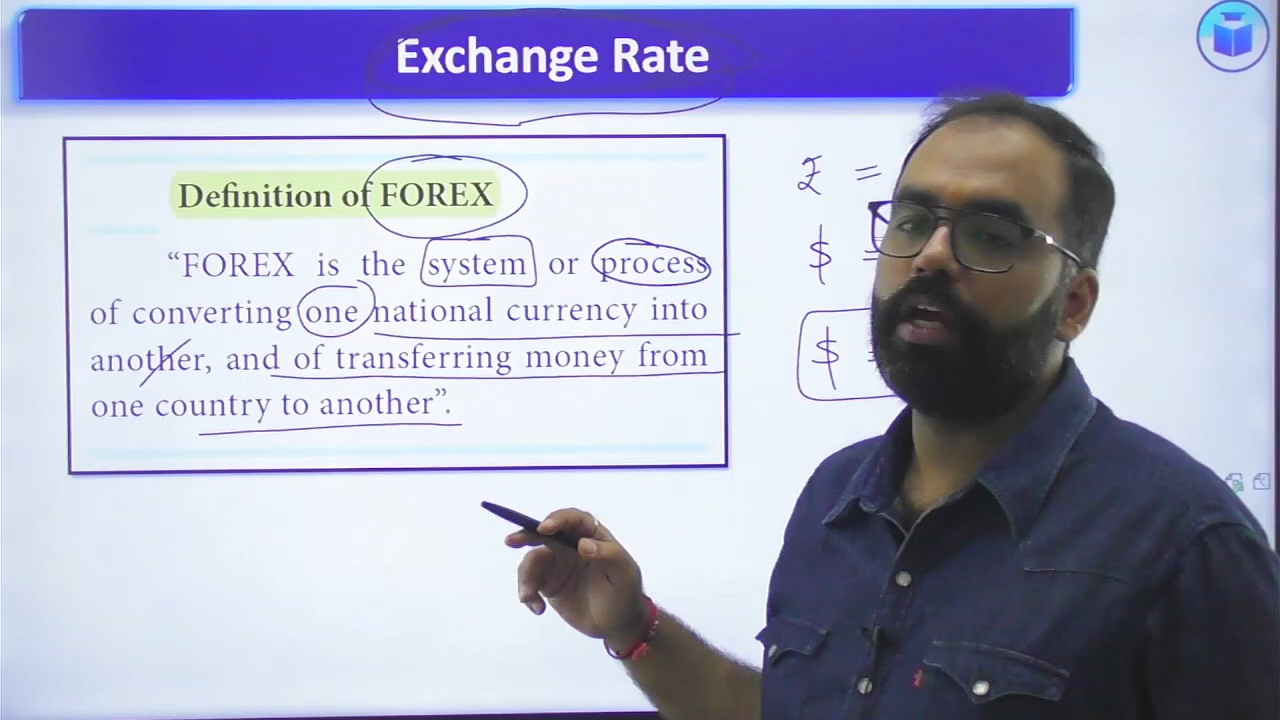 Exchange Rate
Definition of FOREX
“FOREX is the system or process
of converting one national currency into
another, and of transferring money from
one country to another”.
₹ =
$ =
$ =